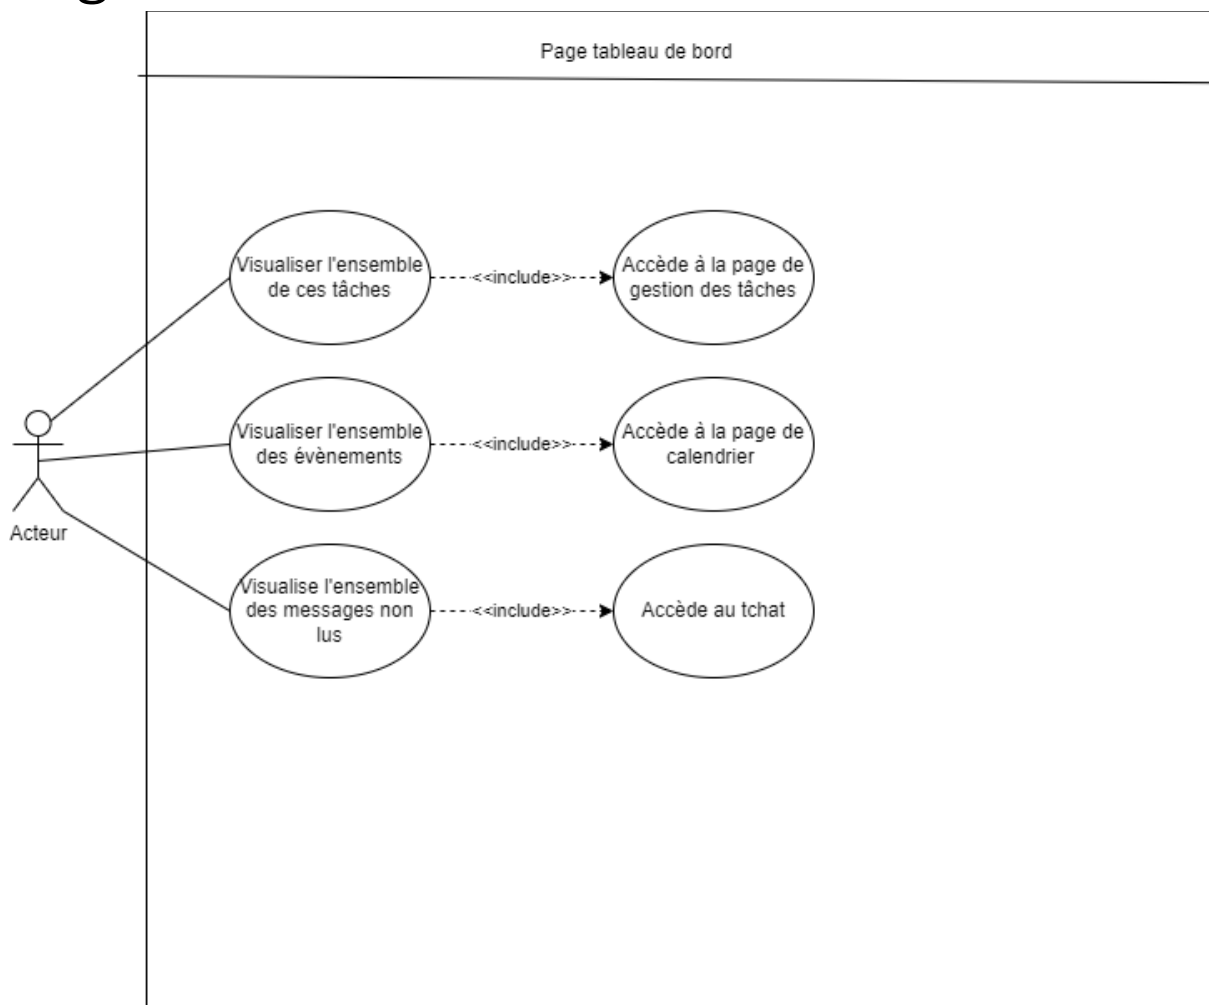 Page tableau de bord
Visualiser l'ensemble
de ces tâches
<<include>>
Accède à la page de
gestion des tâches
Visualiser l'ensemble
des évènements
<<include>>
Accède à la page de
calendrier
Acteur
Visualise l'ensemble
des messages non
lus
<<include>>
Accède au tchat